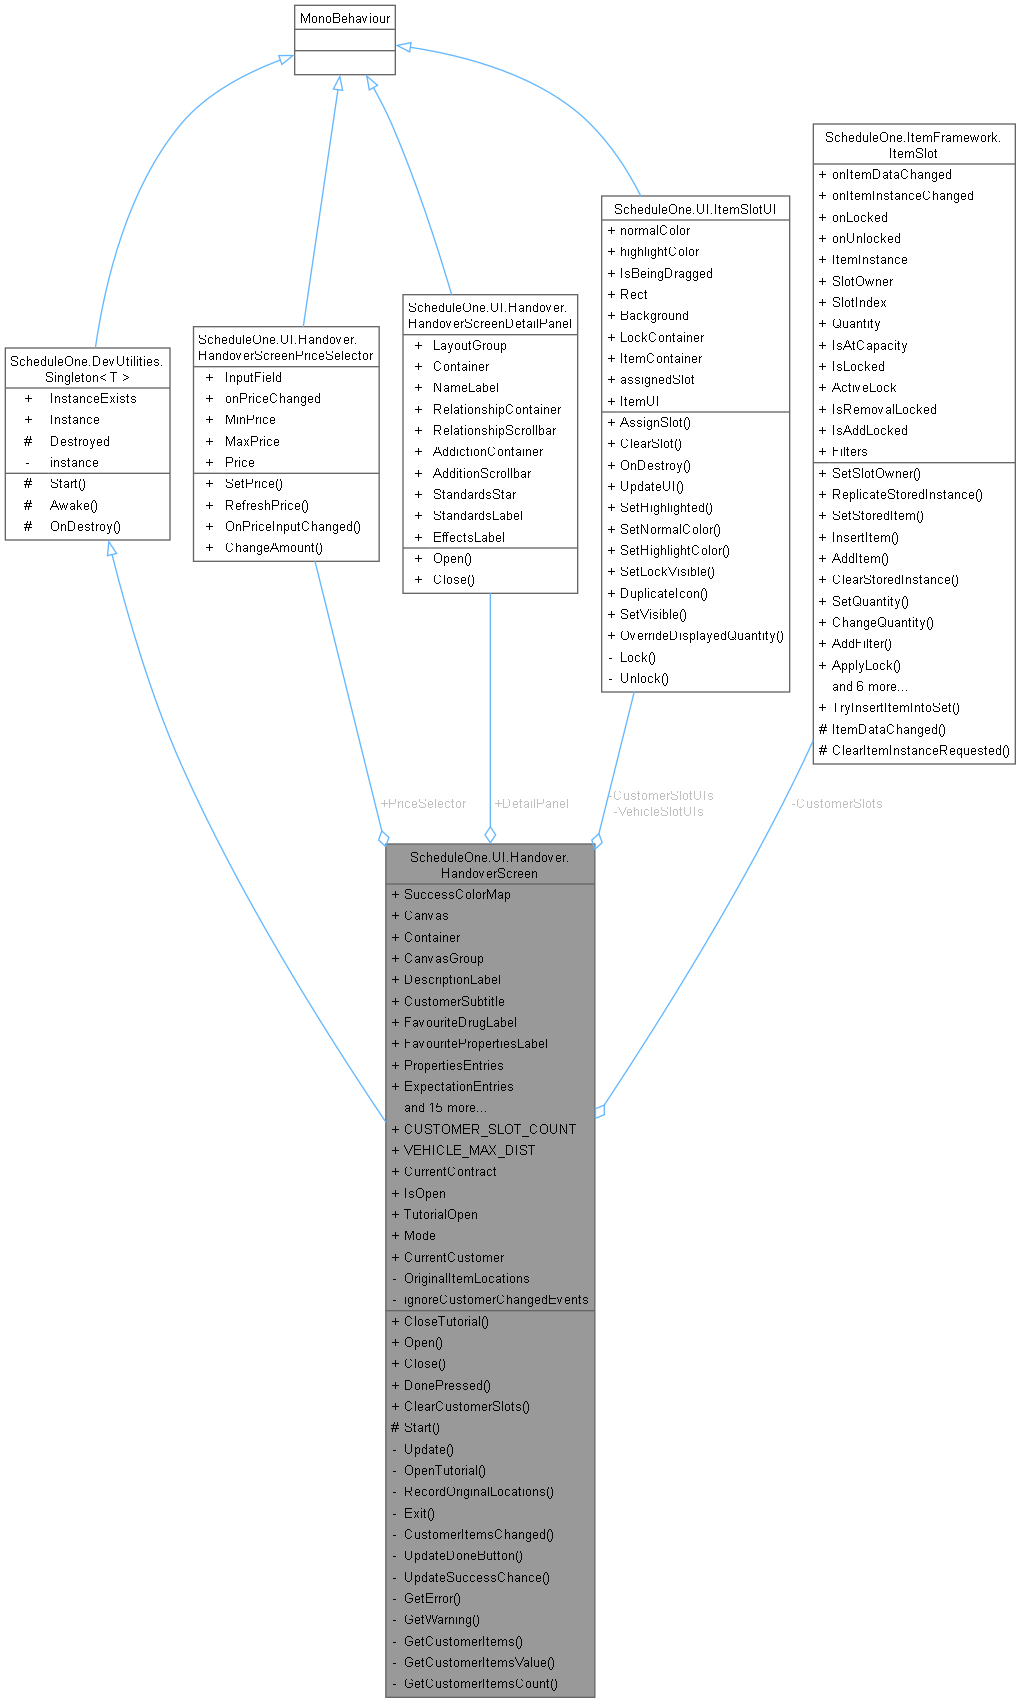 MonoBehaviour
ScheduleOne.ItemFramework.
ItemSlot
+ onItemDataChanged
+ onItemInstanceChanged
+ onLocked
+ onUnlocked
+ ItemInstance
+ SlotOwner
+ SlotIndex
+ Quantity
+ IsAtCapacity
+ IsLocked
+ ActiveLock
+ IsRemovalLocked
+ IsAddLocked
+ Filters
+ SetSlotOwner()
+ ReplicateStoredInstance()
+ SetStoredItem()
+ InsertItem()
+ AddItem()
+ ClearStoredInstance()
+ SetQuantity()
+ ChangeQuantity()
+ AddFilter()
+ ApplyLock()
and 6 more...
+ TryInsertItemIntoSet()
# ItemDataChanged()
# ClearItemInstanceRequested()
ScheduleOne.UI.ItemSlotUI
+ normalColor
+ highlightColor
+ IsBeingDragged
+ Rect
+ Background
+ LockContainer
+ ItemContainer
+ assignedSlot
+ ItemUI
+ AssignSlot()
+ ClearSlot()
+ OnDestroy()
+ UpdateUI()
+ SetHighlighted()
+ SetNormalColor()
+ SetHighlightColor()
+ SetLockVisible()
+ DuplicateIcon()
+ SetVisible()
+ OverrideDisplayedQuantity()
- Lock()
- Unlock()
ScheduleOne.UI.Handover.
HandoverScreenDetailPanel
+ LayoutGroup
+ Container
+ NameLabel
+ RelationshipContainer
+ RelationshipScrollbar
+ AddictionContainer
+ AdditionScrollbar
+ StandardsStar
+ StandardsLabel
+ EffectsLabel
+ Open()
+ Close()
ScheduleOne.UI.Handover.
HandoverScreenPriceSelector
+ InputField
+ onPriceChanged
+ MinPrice
+ MaxPrice
+ Price
+ SetPrice()
+ RefreshPrice()
+ OnPriceInputChanged()
+ ChangeAmount()
ScheduleOne.DevUtilities.
Singleton< T >
+ InstanceExists
+ Instance
# Destroyed
- instance
# Start()
# Awake()
# OnDestroy()
+PriceSelector
+DetailPanel
-CustomerSlotUIs
-VehicleSlotUIs
-CustomerSlots
ScheduleOne.UI.Handover.
HandoverScreen
+ SuccessColorMap
+ Canvas
+ Container
+ CanvasGroup
+ DescriptionLabel
+ CustomerSubtitle
+ FavouriteDrugLabel
+ FavouritePropertiesLabel
+ PropertiesEntries
+ ExpectationEntries
and 15 more...
+ CUSTOMER_SLOT_COUNT
+ VEHICLE_MAX_DIST
+ CurrentContract
+ IsOpen
+ TutorialOpen
+ Mode
+ CurrentCustomer
- OriginalItemLocations
- ignoreCustomerChangedEvents
+ CloseTutorial()
+ Open()
+ Close()
+ DonePressed()
+ ClearCustomerSlots()
# Start()
- Update()
- OpenTutorial()
- RecordOriginalLocations()
- Exit()
- CustomerItemsChanged()
- UpdateDoneButton()
- UpdateSuccessChance()
- GetError()
- GetWarning()
- GetCustomerItems()
- GetCustomerItemsValue()
- GetCustomerItemsCount()